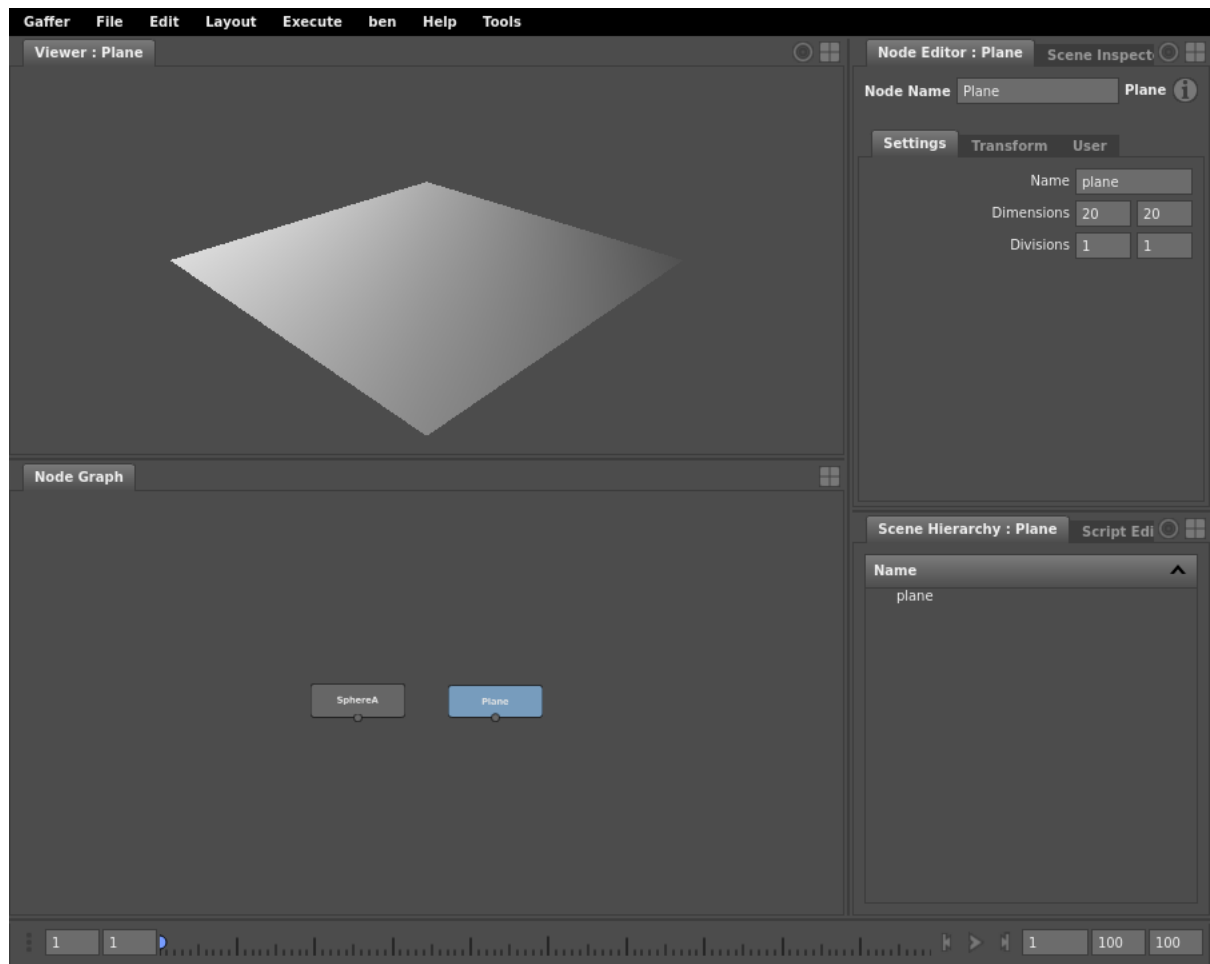 Gaffer File Edit Layout Execute ben Help Tools
Viewer : Plane
Node Editor : Plane Scene Inspect
Node Name Plane Plane
Settings Transform User
Name plane
Dimensions 20 20
Divisions 1 1
Node Graph
SphereA Plane
Scene Hierarchy : Plane Script Edi
Name
plane
1 1 1 100 100